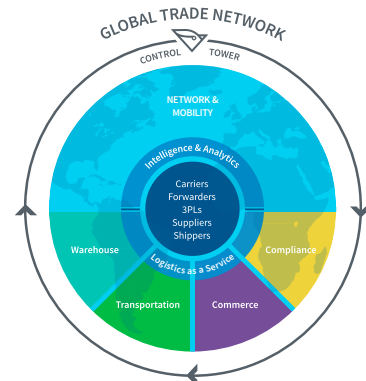 GLOBAL TRADE NETWORK
CONTROL TOWER
NETWORK &
MOBILITY
Intelligence & Analytics
Carriers
Forwarders
3PLs
Suppliers
Shippers
Logistics as a Service
Warehouse
Compliance
Transportation
Commerce